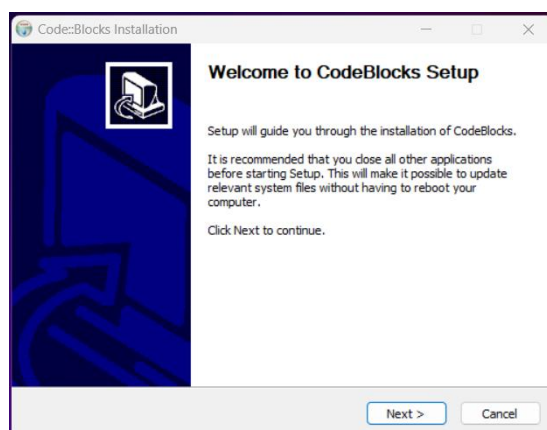 Code::Blocks Installation
Welcome to CodeBlocks Setup
Setup will guide you through the installation of CodeBlocks.
It is recommended that you close all other applications
before starting Setup. This will make it possible to update
relevant system files without having to reboot your
computer.
Click Next to continue.
Next >
Cancel